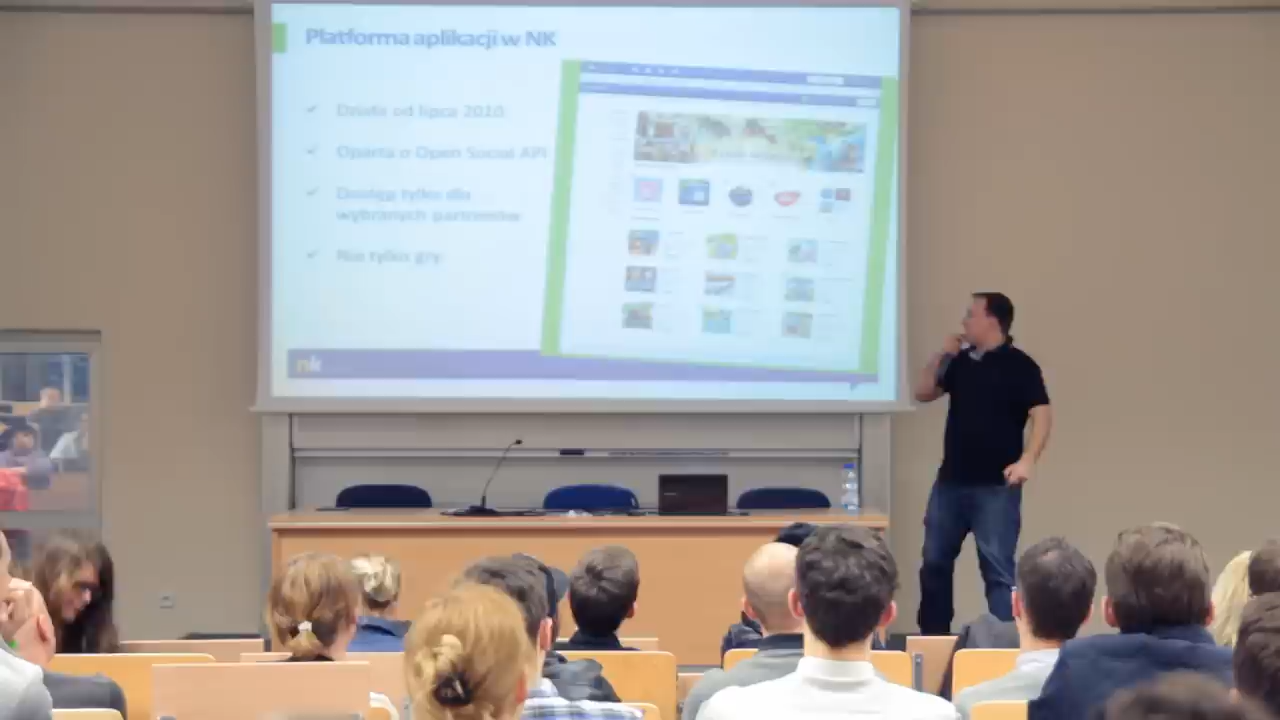 Platforma aplikacji w NK
Działa od lipca 2010
Oparta o Open Social API
Dostęp tylko dla
wybranych partnerów
Nie tylko gry
nk